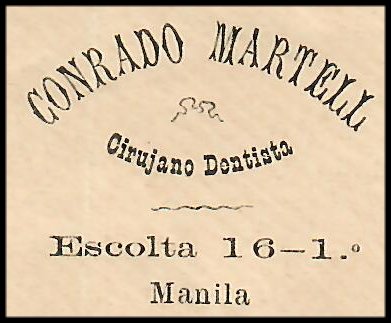 CONRADO MARTELL
Cirujano Dentista
Escolta 16—1.º
Manila